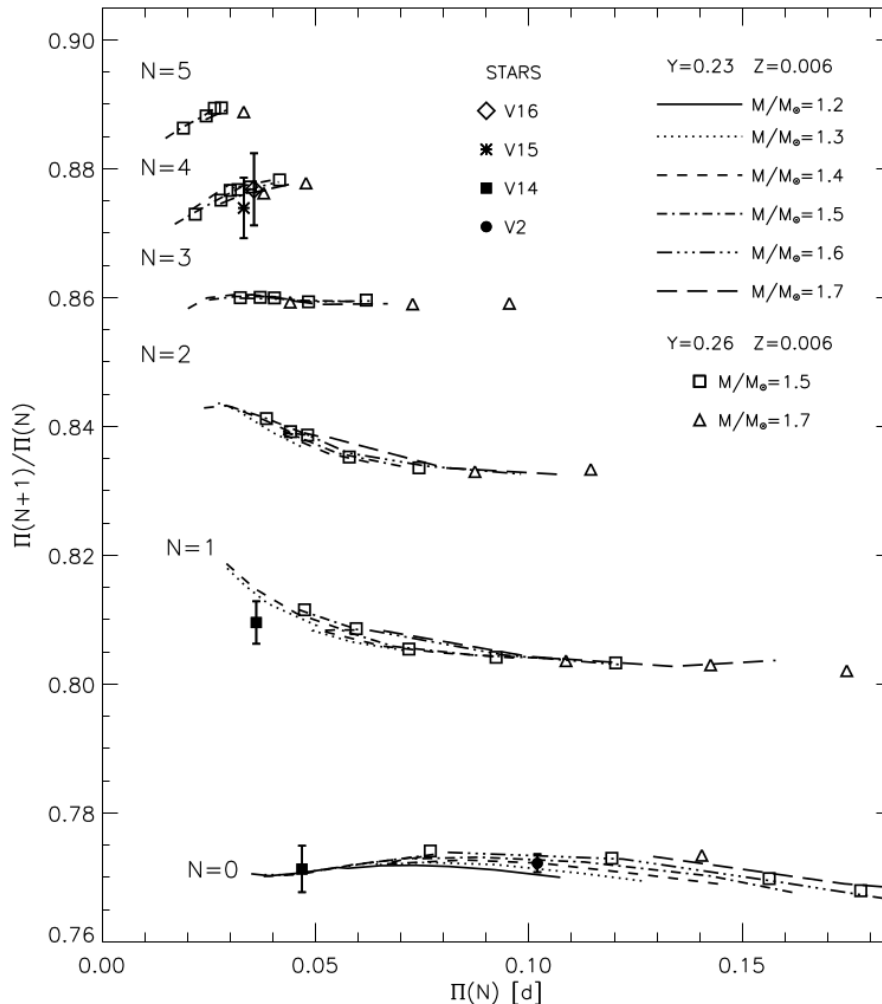 0.90
0.88
0.86
0.84
0.82
0.80
0.78
0.76
Π(N+1)/Π(N)
N=5
N=4
N=3
N=2
N=1
N=0
STARS
V16
V15
V14
V2
Y=0.23 Z=0.006
M/M⊙=1.2
M/M⊙=1.3
M/M⊙=1.4
M/M⊙=1.5
M/M⊙=1.6
M/M⊙=1.7
Y=0.26 Z=0.006
M/M⊙=1.5
M/M⊙=1.7
0.00 0.05 0.10 0.15
Π(N) [d]